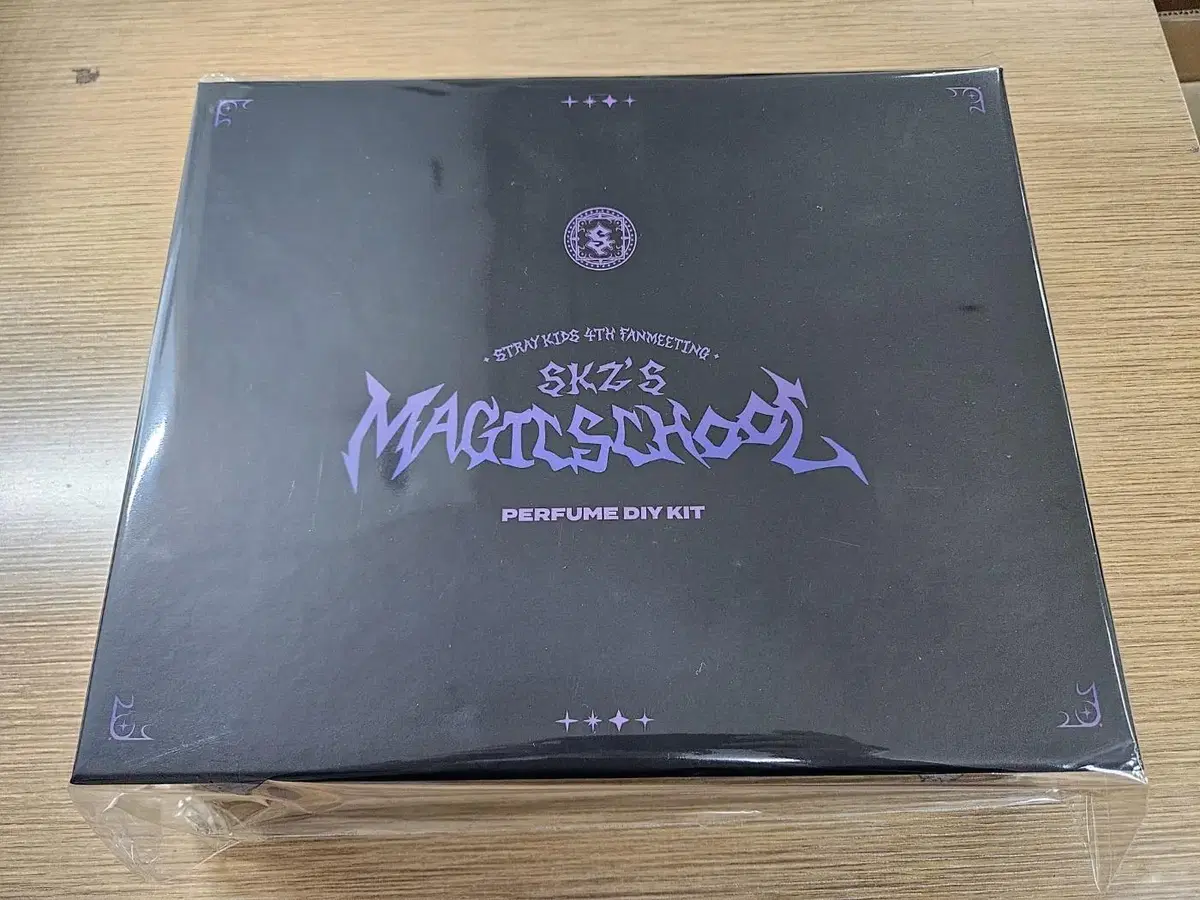 S
STRAY KIDS 4TH FANMEETING
SKZ'S
MAGIC SCHOOL
PERFUME DIY KIT